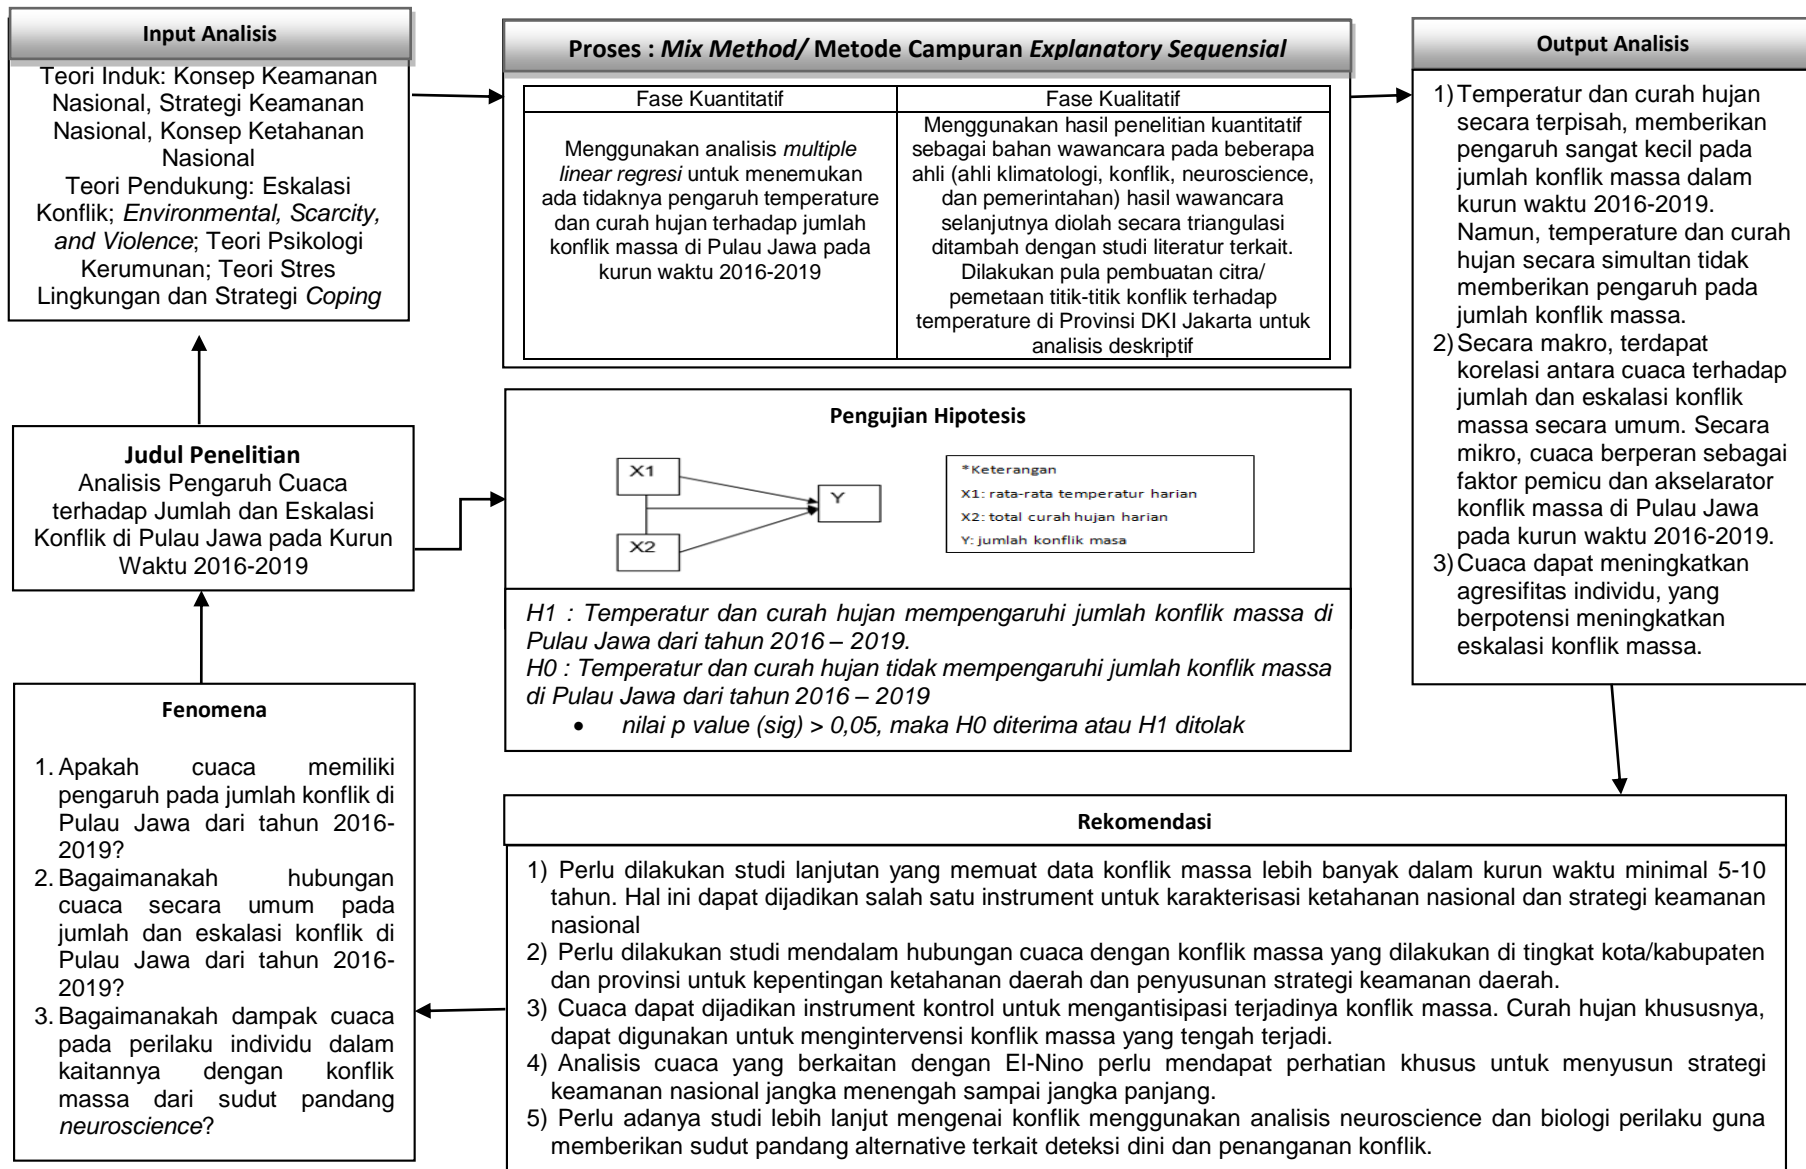 Input Analisis
Teori Induk: Konsep Keamanan
Nasional, Strategi Keamanan
Nasional, Konsep Ketahanan
Nasional
Teori Pendukung: Eskalasi
Konflik; Environmental, Scarcity,
and Violence; Teori Psikologi
Kerumunan; Teori Stres
Lingkungan dan Strategi Coping
Proses : Mix Method/ Metode Campuran Explanatory Sequensial
Fase Kuantitatif
Menggunakan analisis multiple
linear regresi untuk menemukan
ada tidaknya pengaruh temperature
dan curah hujan terhadap jumlah
konflik massa di Pulau Jawa pada
kurun waktu 2016-2019
Fase Kualitatif
Menggunakan hasil penelitian kuantitatif
sebagai bahan wawancara pada beberapa
ahli (ahli klimatologi, konflik, neuroscience,
dan pemerintahan) hasil wawancara
selanjutnya diolah secara triangulasi
ditambah dengan studi literatur terkait.
Dilakukan pula pembuatan citra/
pemetaan titik-titik konflik terhadap
temperature di Provinsi DKI Jakarta untuk
analisis deskriptif
Output Analisis
1) Temperatur dan curah hujan
secara terpisah, memberikan
pengaruh sangat kecil pada
jumlah konflik massa dalam
kurun waktu 2016-2019.
Namun, temperature dan curah
hujan secara simultan tidak
memberikan pengaruh pada
jumlah konflik massa.
2) Secara makro, terdapat
korelasi antara cuaca terhadap
jumlah dan eskalasi konflik
massa secara umum. Secara
mikro, cuaca berperan sebagai
faktor pemicu dan akselarator
konflik massa di Pulau Jawa
pada kurun waktu 2016-2019.
3) Cuaca dapat meningkatkan
agresifitas individu, yang
berpotensi meningkatkan
eskalasi konflik massa.
Judul Penelitian
Analisis Pengaruh Cuaca
terhadap Jumlah dan Eskalasi
Konflik di Pulau Jawa pada Kurun
Waktu 2016-2019
Pengujian Hipotesis
X1
X2
Y
*Keterangan
X1: rata-rata temperatur harian
X2: total curah hujan harian
Y: jumlah konflik masa
H1 : Temperatur dan curah hujan mempengaruhi jumlah konflik massa di
Pulau Jawa dari tahun 2016 – 2019.
H0 : Temperatur dan curah hujan tidak mempengaruhi jumlah konflik massa
di Pulau Jawa dari tahun 2016 – 2019
• nilai p value (sig) > 0,05, maka H0 diterima atau H1 ditolak
Fenomena
1. Apakah cuaca memiliki
pengaruh pada jumlah konflik di
Pulau Jawa dari tahun 2016-
2019?
2. Bagaimanakah hubungan
cuaca secara umum pada
jumlah dan eskalasi konflik di
Pulau Jawa dari tahun 2016-
2019?
3. Bagaimanakah dampak cuaca
pada perilaku individu dalam
kaitannya dengan konflik
massa dari sudut pandang
neuroscience?
Rekomendasi
1) Perlu dilakukan studi lanjutan yang memuat data konflik massa lebih banyak dalam kurun waktu minimal 5-10
tahun. Hal ini dapat dijadikan salah satu instrument untuk karakterisasi ketahanan nasional dan strategi keamanan
nasional
2) Perlu dilakukan studi mendalam hubungan cuaca dengan konflik massa yang dilakukan di tingkat kota/kabupaten
dan provinsi untuk kepentingan ketahanan daerah dan penyusunan strategi keamanan daerah.
3) Cuaca dapat dijadikan instrument kontrol untuk mengantisipasi terjadinya konflik massa. Curah hujan khususnya,
dapat digunakan untuk mengintervensi konflik massa yang tengah terjadi.
4) Analisis cuaca yang berkaitan dengan El-Nino perlu mendapat perhatian khusus untuk menyusun strategi
keamanan nasional jangka menengah sampai jangka panjang.
5) Perlu adanya studi lebih lanjut mengenai konflik menggunakan analisis neuroscience dan biologi perilaku guna
memberikan sudut pandang alternative terkait deteksi dini dan penanganan konflik.